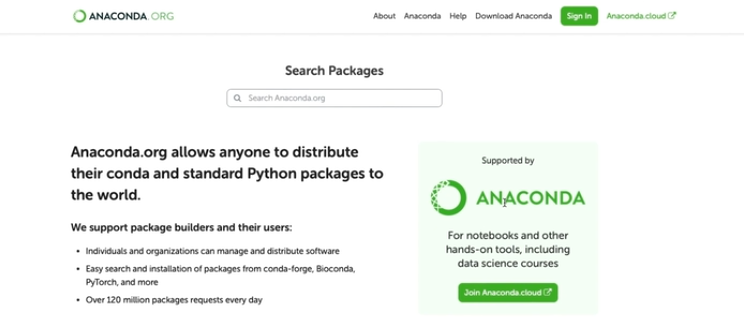 ANACONDA.ORG
About Anaconda Help Download Anaconda Sign In Anaconda.cloud
Search Packages
Search Anaconda.org
Anaconda.org allows anyone to distribute
their conda and standard Python packages to
the world.
We support package builders and their users:
• Individuals and organizations can manage and distribute software
• Easy search and installation of packages from conda-forge, Bioconda,
PyTorch, and more
• Over 120 million packages requests every day
Supported by
ANACONDA
For notebooks and other
hands-on tools, including
data science courses
Join Anaconda.cloud